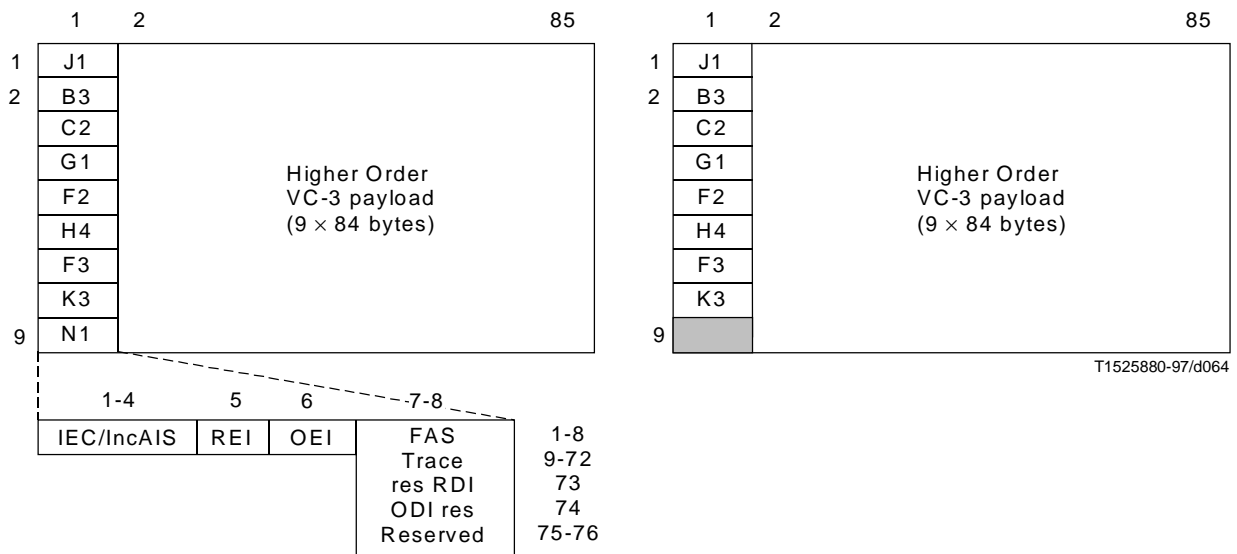 1 1 2 85
1 J1
2 B3
C2
G1
F2
H4
F3
K3
9 N1
Higher Order
VC-3 payload
(9 × 84 bytes)
1-4 5 6 7-8
IEC/IncAIS REI OEI FAS 1-8
Trace 9-72
res RDI 73
ODI res 74
Reserved 75-76
1 2 85
1 J1
2 B3
C2
G1
F2
H4
F3
K3
9
Higher Order
VC-3 payload
(9 × 84 bytes)
T1525880-97/d064